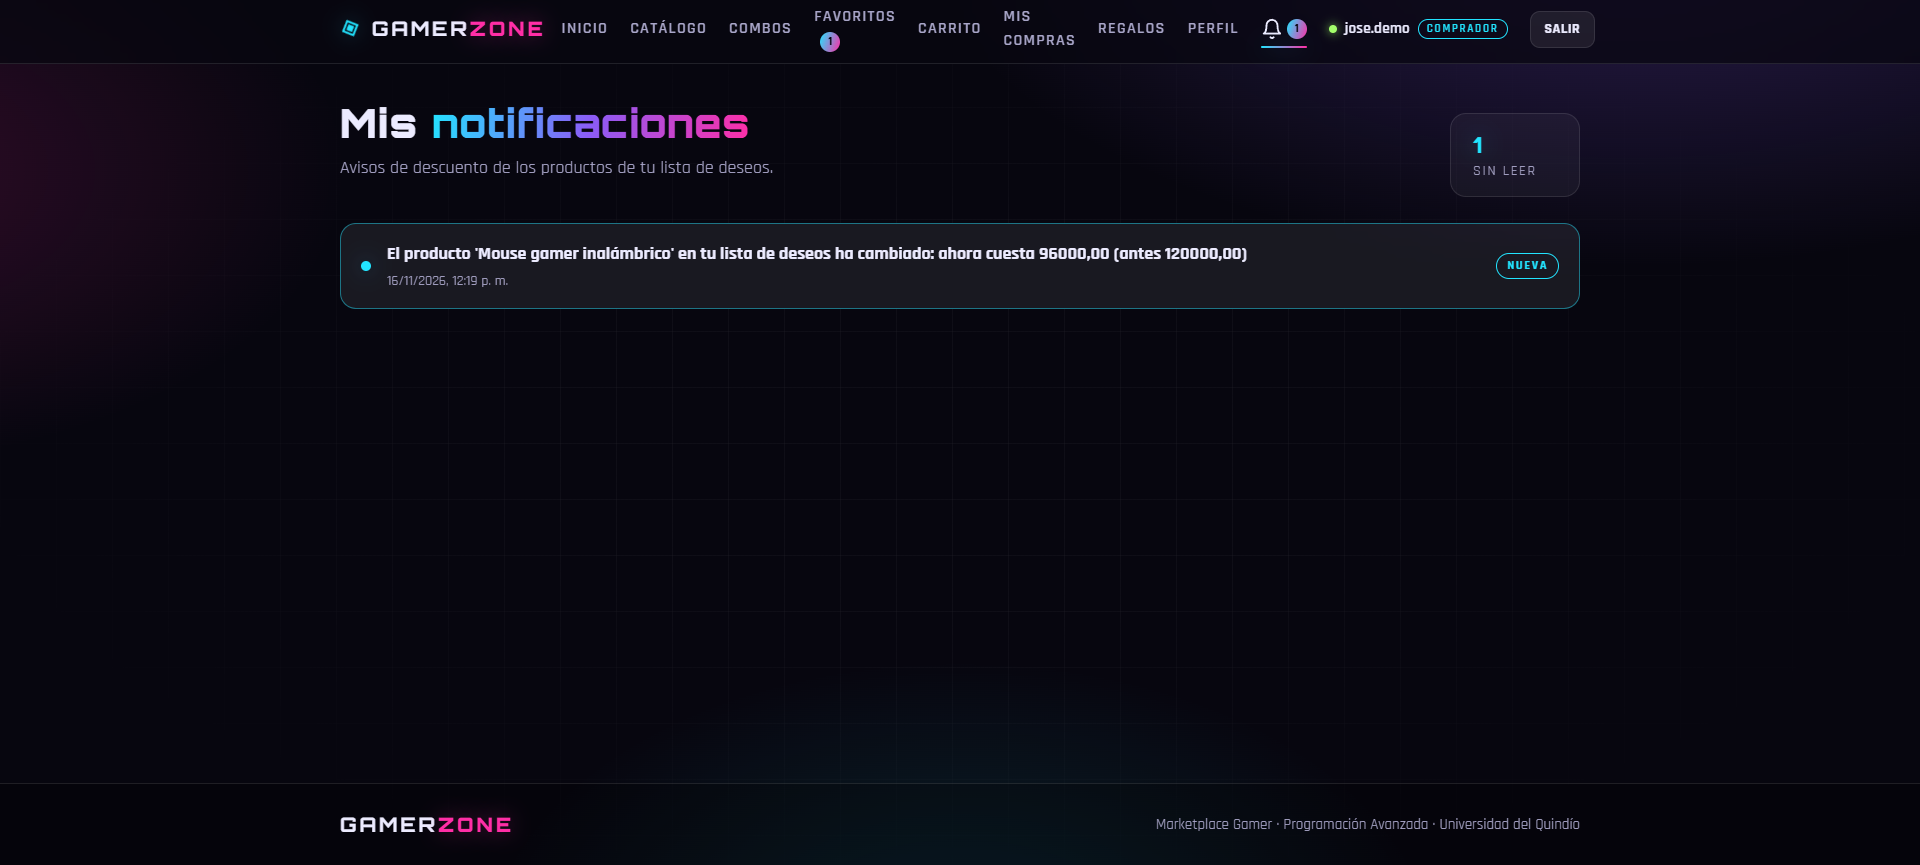 GAMERZONE
INICIO
CATÁLOGO
COMBOS
FAVORITOS
1
CARRITO
MIS
COMPRAS
REGALOS
PERFIL
1
jose.demo
COMPRADOR
SALIR
Mis notificaciones
Avisos de descuento de los productos de tu lista de deseos.
1
SIN LEER
El producto 'Mouse gamer inalámbrico' en tu lista de deseos ha cambiado: ahora cuesta 96000,00 (antes 120000,00)
16/11/2026, 12:19 p. m.
NUEVA
GAMERZONE
Marketplace Gamer · Programación Avanzada · Universidad del Quindío